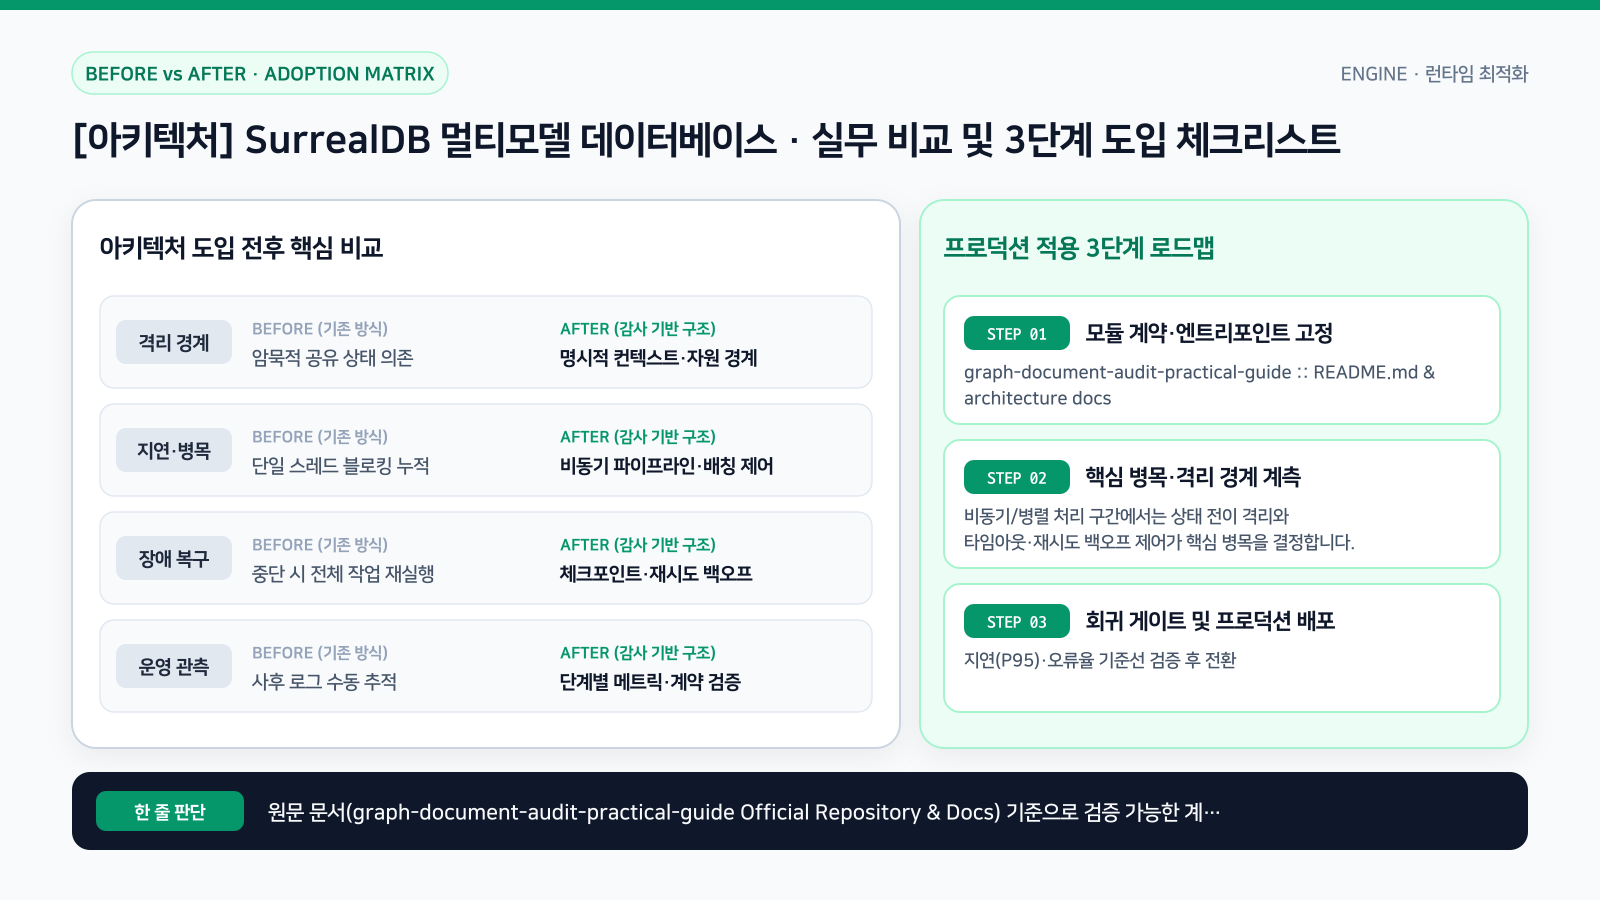 BEFORE vs AFTER · ADOPTION MATRIX
ENGINE · 런타임 최적화
[아키텍처] SurrealDB 멀티모델 데이터베이스 · 실무 비교 및 3단계 도입 체크리스트
아키텍처 도입 전후 핵심 비교
격리 경계
BEFORE (기존 방식)
암묵적 공유 상태 의존
AFTER (감사 기반 구조)
명시적 컨텍스트·자원 경계
지연·병목
BEFORE (기존 방식)
단일 스레드 블로킹 누적
AFTER (감사 기반 구조)
비동기 파이프라인·배칭 제어
장애 복구
BEFORE (기존 방식)
중단 시 전체 작업 재실행
AFTER (감사 기반 구조)
체크포인트·재시도 백오프
운영 관측
BEFORE (기존 방식)
사후 로그 수동 추적
AFTER (감사 기반 구조)
단계별 메트릭·계약 검증
프로덕션 적용 3단계 로드맵
STEP 01
모듈 계약·엔트리포인트 고정
graph-document-audit-practical-guide :: README.md &
architecture docs
STEP 02
핵심 병목·격리 경계 계측
비동기/병렬 처리 구간에서는 상태 전이 격리와
타임아웃·재시도 백오프 제어가 핵심 병목을 결정합니다.
STEP 03
회귀 게이트 및 프로덕션 배포
지연(P95)·오류율 기준선 검증 후 전환
한 줄 판단
원문 문서(graph-document-audit-practical-guide Official Repository & Docs) 기준으로 검증 가능한 계…